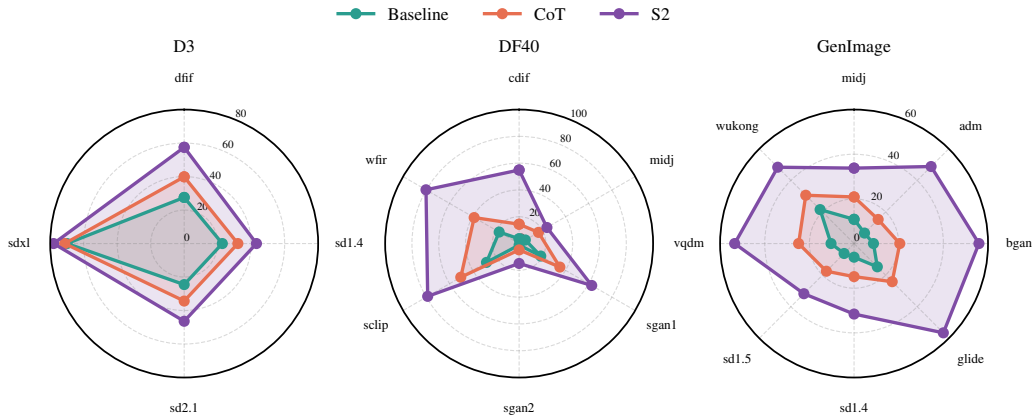 Baseline CoT S2
D3
dfif
80
60
40
20
0
sdxl
sd1.4
sd2.1
DF40
cdif
100
80
60
40
20
0
wfir
midj
vqdm
sclip
sgan1
sgan2
GenImage
midj
60
40
20
0
wukong
adm
bgan
sd1.5
glide
sd1.4